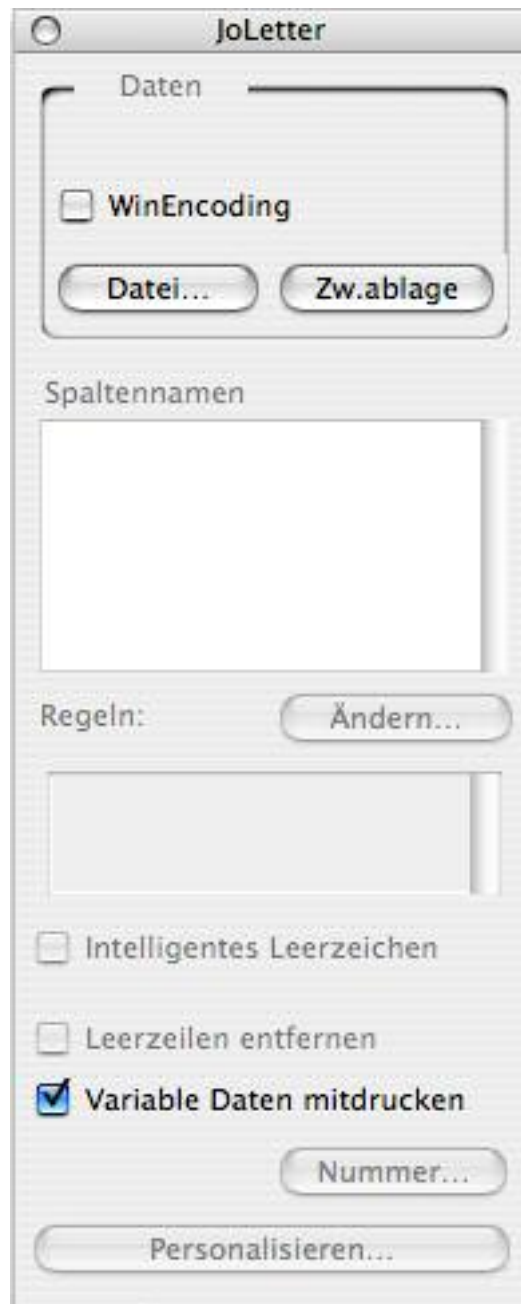 JoLetter
Daten
WinEncoding
Datei... Zw.ablage
Spaltennamen
Regeln: Ändern...
Intelligentes Leerzeichen
Leerzeilen entfernen
Variable Daten mitdrucken
Nummer...
Personalisieren...